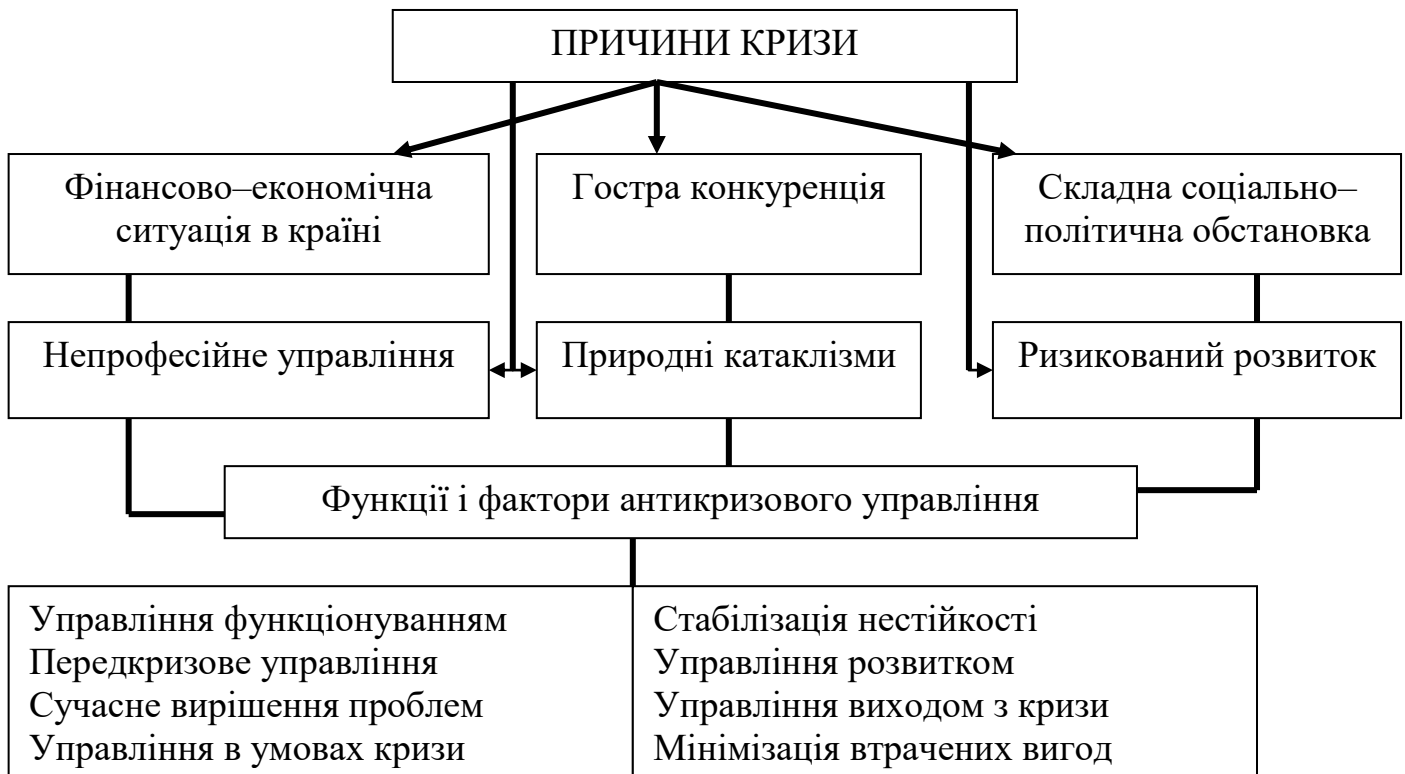 ПРИЧИНИ КРИЗИ
Фінансово–економічна
ситуація в країні
Гостра конкуренція
Складна соціально–
політична обстановка
Непрофесійне управління
Природні катаклізми
Ризикований розвиток
Функції і фактори антикризового управління
Управління функціонуванням
Передкризове управління
Сучасне вирішення проблем
Управління в умовах кризи
Стабілізація нестійкості
Управління розвитком
Управління виходом з кризи
Мінімізація втрачених вигод